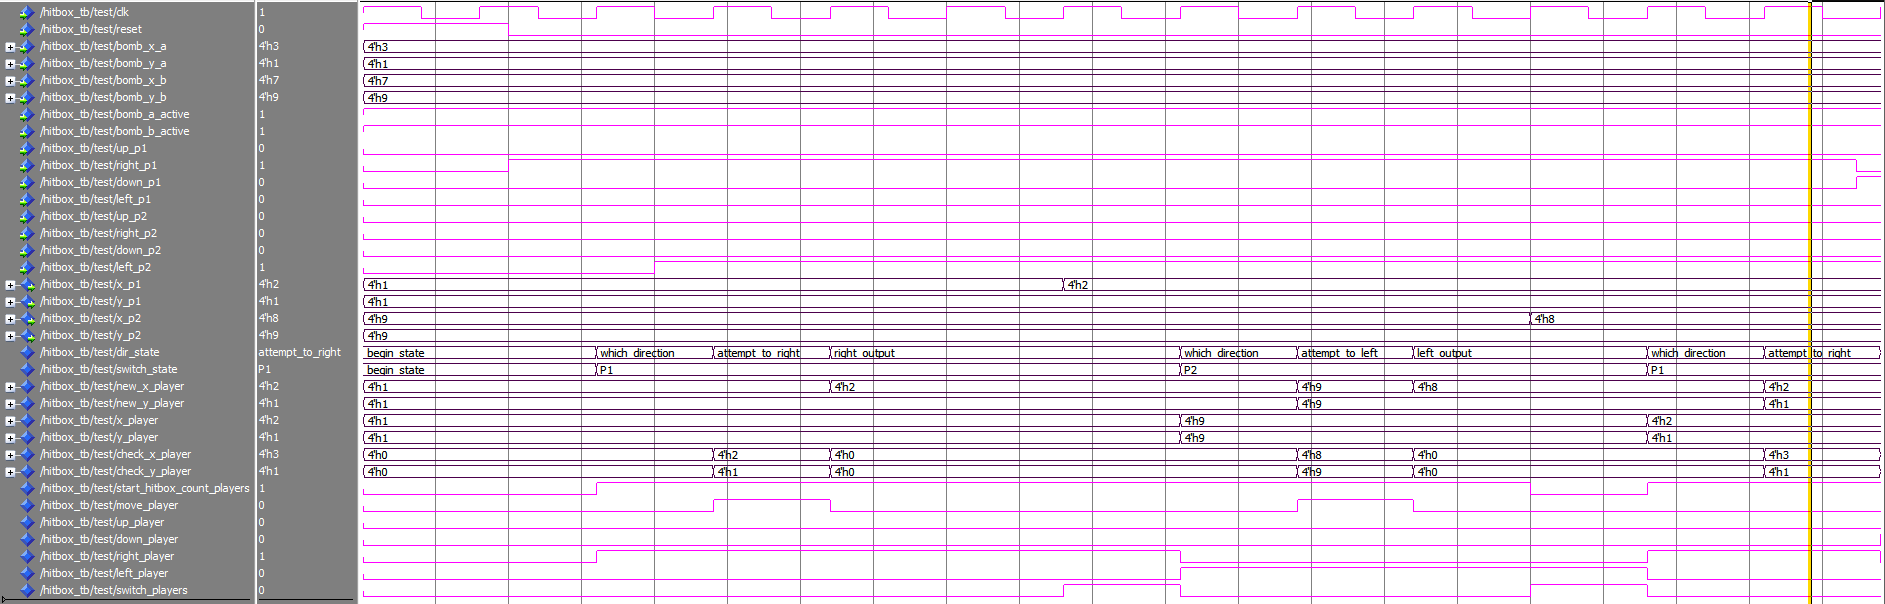 /hitbox_tb/test/clk 1
/hitbox_tb/test/reset 0
/hitbox_tb/test/bomb_x_a 4'h3 4'h3
/hitbox_tb/test/bomb_y_a 4'h1 4'h1
/hitbox_tb/test/bomb_x_b 4'h7 4'h7
/hitbox_tb/test/bomb_y_b 4'h9 4'h9
/hitbox_tb/test/bomb_a_active 1
/hitbox_tb/test/bomb_b_active 1
/hitbox_tb/test/up_p1 0
/hitbox_tb/test/right_p1 1
/hitbox_tb/test/down_p1 0
/hitbox_tb/test/left_p1 0
/hitbox_tb/test/up_p2 0
/hitbox_tb/test/right_p2 0
/hitbox_tb/test/down_p2 0
/hitbox_tb/test/left_p2 1
/hitbox_tb/test/x_p1 4'h2 4'h1 4'h2
/hitbox_tb/test/y_p1 4'h1 4'h1
/hitbox_tb/test/x_p2 4'h8 4'h9 4'h8
/hitbox_tb/test/y_p2 4'h9 4'h9
/hitbox_tb/test/dir_state attempt_to_right begin_state which_direction attempt_to_right right_output which_direction attempt_to_left left_output which_direction attempt_to_right
/hitbox_tb/test/switch_state P1 begin_state P1 P2 P1
/hitbox_tb/test/new_x_player 4'h2 4'h1 4'h2 4'h9 4'h8 4'h2
/hitbox_tb/test/new_y_player 4'h1 4'h1 4'h9 4'h1
/hitbox_tb/test/x_player 4'h2 4'h1 4'h9 4'h2
/hitbox_tb/test/y_player 4'h1 4'h1 4'h9 4'h1
/hitbox_tb/test/check_x_player 4'h3 4'h0 4'h2 4'h0 4'h8 4'h0 4'h3
/hitbox_tb/test/check_y_player 4'h1 4'h0 4'h1 4'h0 4'h9 4'h0 4'h1
/hitbox_tb/test/start_hitbox_count_players 1
/hitbox_tb/test/move_player 0
/hitbox_tb/test/up_player 0
/hitbox_tb/test/down_player 0
/hitbox_tb/test/right_player 1
/hitbox_tb/test/left_player 0
/hitbox_tb/test/switch_players 0